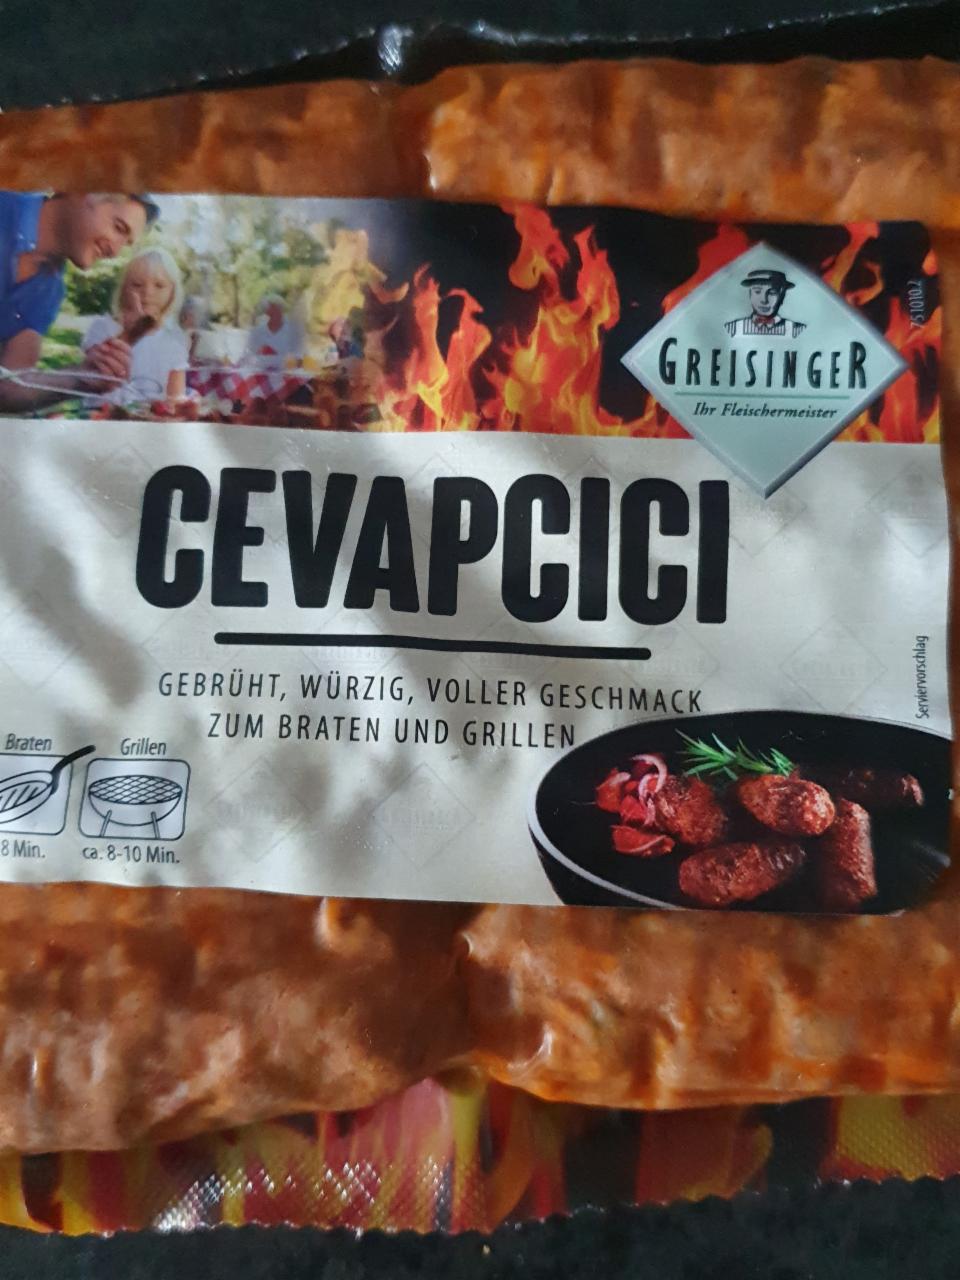 7510102
GREISINGER
Ihr Fleischermeister
CEVAPCICI
GEBRÜHT, WÜRZIG, VOLLER GESCHMACK
ZUM BRATEN UND GRILLEN
Serviervorschlag
Braten
Grillen
8 Min.
ca. 8-10 Min.